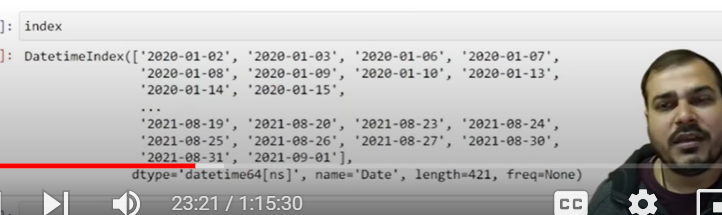 ]: index
]: DatetimeIndex(['2020-01-02', '2020-01-03', '2020-01-06', '2020-01-07',
'2020-01-08', '2020-01-09', '2020-01-10', '2020-01-13',
'2020-01-14', '2020-01-15',
...
'2021-08-19', '2021-08-20', '2021-08-23', '2021-08-24',
'2021-08-25', '2021-08-26', '2021-08-27', '2021-08-30',
'2021-08-31', '2021-09-01'],
dtype='datetime64[ns]', name='Date', length=421, freq=None)
23:21 / 1:15:30
CC